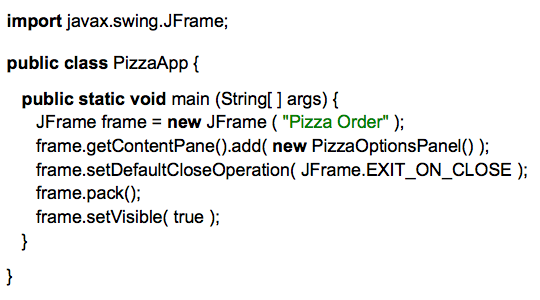 import javax.swing.JFrame;
public class PizzaApp {
public static void main (String[ ] args) {
JFrame frame = new JFrame ( "Pizza Order" );
frame.getContentPane().add( new PizzaOptionsPanel() );
frame.setDefaultCloseOperation( JFrame.EXIT_ON_CLOSE );
frame.pack();
frame.setVisible( true );
}
}